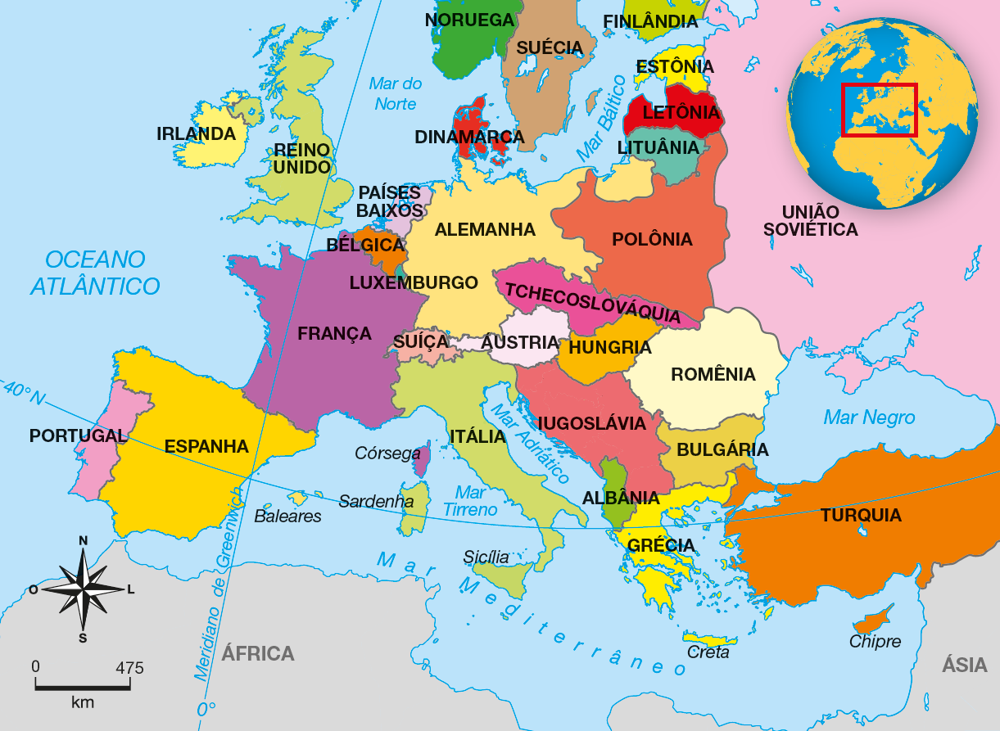 NORUEGA
SUÉCIA
FINLÂNDIA
ESTÔNIA
Mar do
Norte
Mar Báltico
LETÔNIA
IRLANDA
DINAMARCA
LITUÂNIA
REINO
UNIDO
PAÍSES
BAIXOS
ALEMANHA
POLÔNIA
UNIÃO
SOVIÉTICA
BÉLGICA
OCEANO
ATLÂNTICO
LUXEMBURGO
TCHECOSLOVÁQUIA
FRANÇA
SUÍÇA
ÁUSTRIA
HUNGRIA
ROMÊNIA
40° N
PORTUGAL
ESPANHA
ITÁLIA
Mar Adriático
IUGOSLÁVIA
Mar Negro
BULGÁRIA
Córsega
Sardenha
Mar
Tirreno
ALBÂNIA
Baleares
TURQUIA
GRÉCIA
Sicília
Mar Mediterrâneo
N
O
L
S
Meridiano de Greenwich
0°
ÁFRICA
Creta
Chipre
ÁSIA
0 475
km